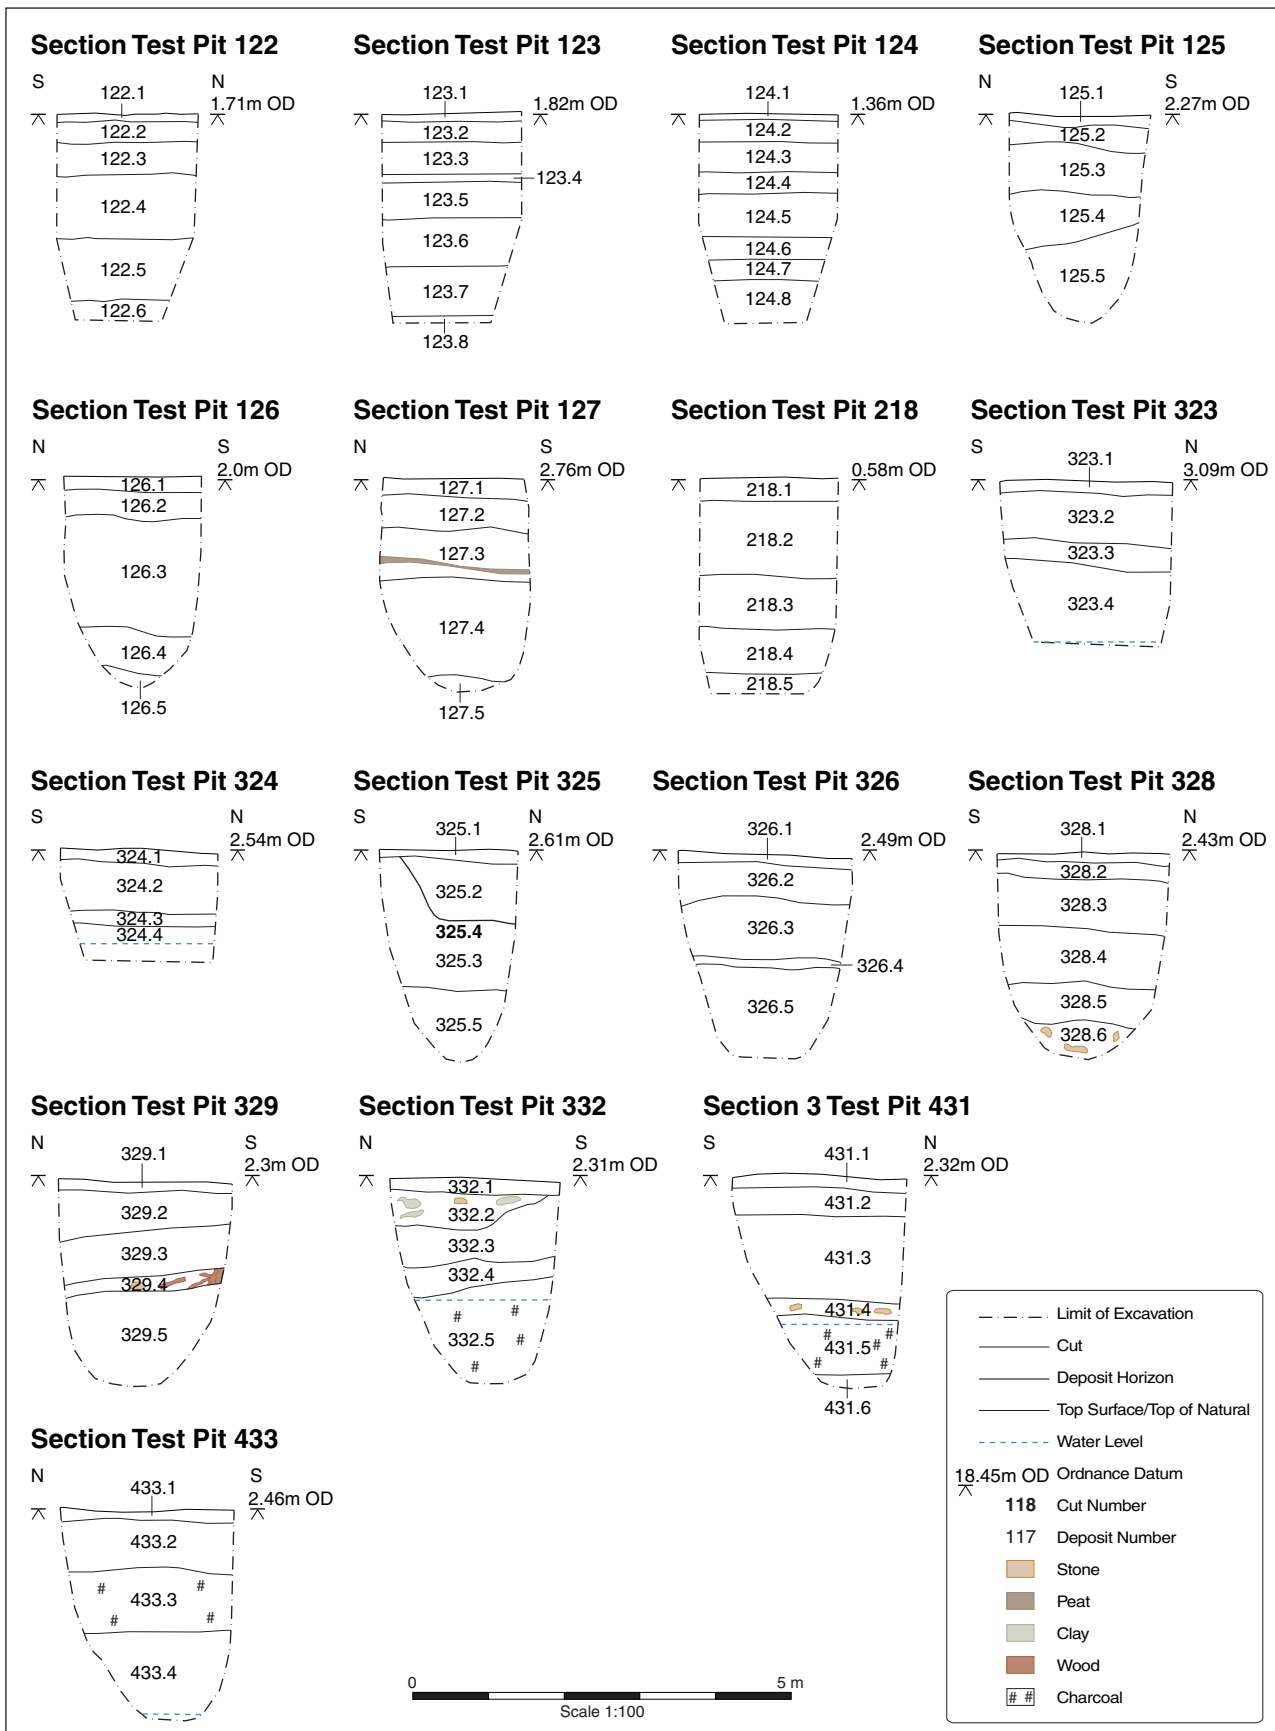 Section Test Pit 122
S
N
122.1
1.71m OD
122.2
122.3
122.4
122.5
122.6
Section Test Pit 123
123.1
1.82m OD
123.2
123.3
123.4
123.5
123.6
123.7
123.8
Section Test Pit 124
124.1
1.36m OD
124.2
124.3
124.4
124.5
124.6
124.7
124.8
Section Test Pit 125
N
S
125.1
2.27m OD
125.2
125.3
125.4
125.5
Section Test Pit 126
N
S
2.0m OD
126.1
126.2
126.3
126.4
126.5
Section Test Pit 127
N
S
2.76m OD
127.1
127.2
127.3
127.4
127.5
Section Test Pit 218
0.58m OD
218.1
218.2
218.3
218.4
218.5
Section Test Pit 323
S
N
323.1
3.09m OD
323.2
323.3
323.4
Section Test Pit 324
S
N
2.54m OD
324.1
324.2
324.3
324.4
Section Test Pit 325
S
N
325.1
2.61m OD
325.2
325.4
325.3
325.5
Section Test Pit 326
326.1
2.49m OD
326.2
326.3
326.4
326.5
Section Test Pit 328
S
N
328.1
2.43m OD
328.2
328.3
328.4
328.5
328.6
Section Test Pit 329
N
S
329.1
2.3m OD
329.2
329.3
329.4
329.5
Section Test Pit 332
N
S
2.31m OD
332.1
332.2
332.3
332.4
332.5
Section 3 Test Pit 431
S
N
431.1
2.32m OD
431.2
431.3
431.4
431.5
431.6
Section Test Pit 433
N
S
433.1
2.46m OD
433.2
433.3
433.4
0
5 m
Scale 1:100
Limit of Excavation
Cut
Deposit Horizon
Top Surface/Top of Natural
Water Level
18.45m OD Ordnance Datum
118 Cut Number
117 Deposit Number
Stone
Peat
Clay
Wood
# # Charcoal